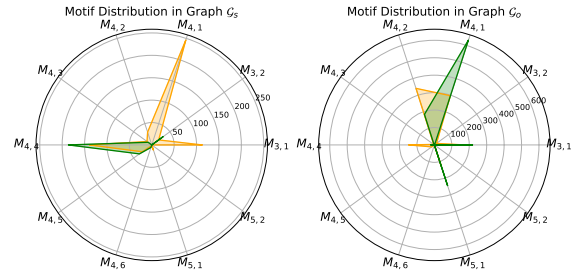 Motif Distribution in Graph 𝒢ₛ
M₄,₂
M₄,₁
M₄,₃
M₃,₂
250
200
150
100
50
M₄,₄
M₃,₁
M₄,₅
M₅,₂
M₄,₆
M₅,₁
Motif Distribution in Graph 𝒢ₒ
M₄,₂
M₄,₁
M₄,₃
M₃,₂
600
500
400
300
200
100
M₄,₄
M₃,₁
M₄,₅
M₅,₂
M₄,₆
M₅,₁